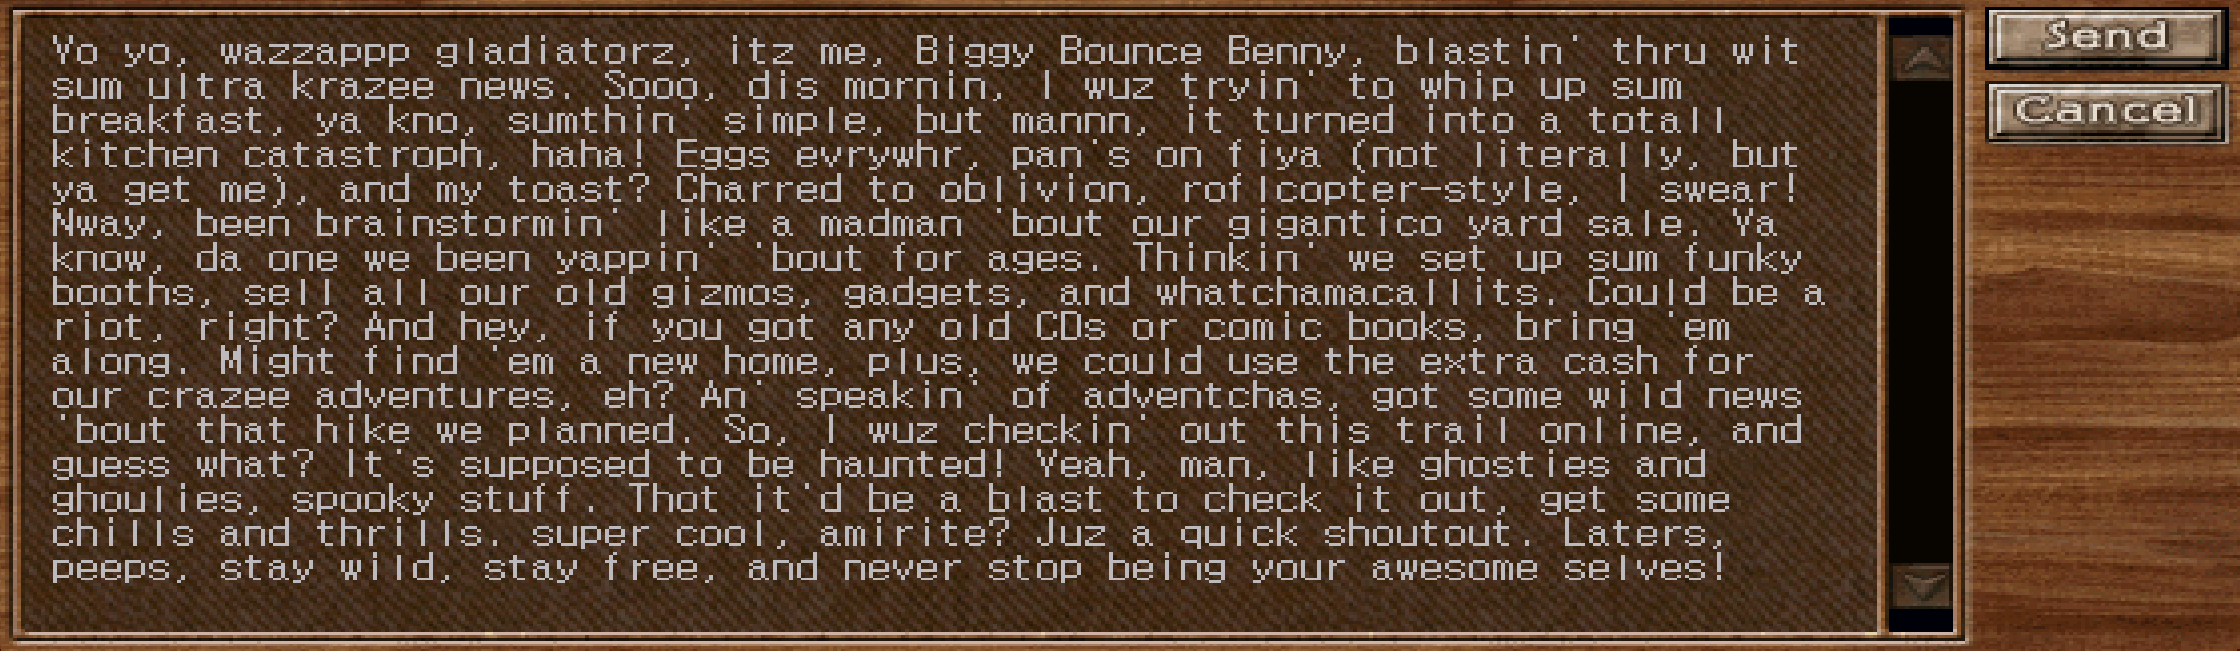 Yo yo, wazzappp gladiatorz, itz me, Biggy Bounce Benny, blastin' thru wit
sum ultra krazee news. Sooo, dis mornin, I wuz tryin' to whip up sum
breakfast, ya kno, sumthin' simple, but mannn, it turned into a totall
kitchen catastroph, haha! Eggs evrywhr, pan's on fiya (not literally, but
ya get me), and my toast? Charred to oblivion, roflcopter-style, I swear!
Nway, been brainstormin' like a madman 'bout our gigantico yard sale. Ya
know, da one we been yappin' 'bout for ages. Thinkin' we set up sum funky
booths, sell all our old gizmos, gadgets, and whatchamacallits. Could be a
riot, right? And hey, if you got any old CDs or comic books, bring 'em
along. Might find 'em a new home, plus, we could use the extra cash for
our crazee adventures, eh? An' speakin' of adventchas, got some wild news
'bout that hike we planned. So, I wuz checkin' out this trail online, and
guess what? It's supposed to be haunted! Yeah, man, like ghosties and
ghoulies, spooky stuff. Thot it'd be a blast to check it out, get some
chills and thrills. super cool, amirite? Juz a quick shoutout. Laters,
peeps, stay wild, stay free, and never stop being your awesome selves!
Send
Cancel